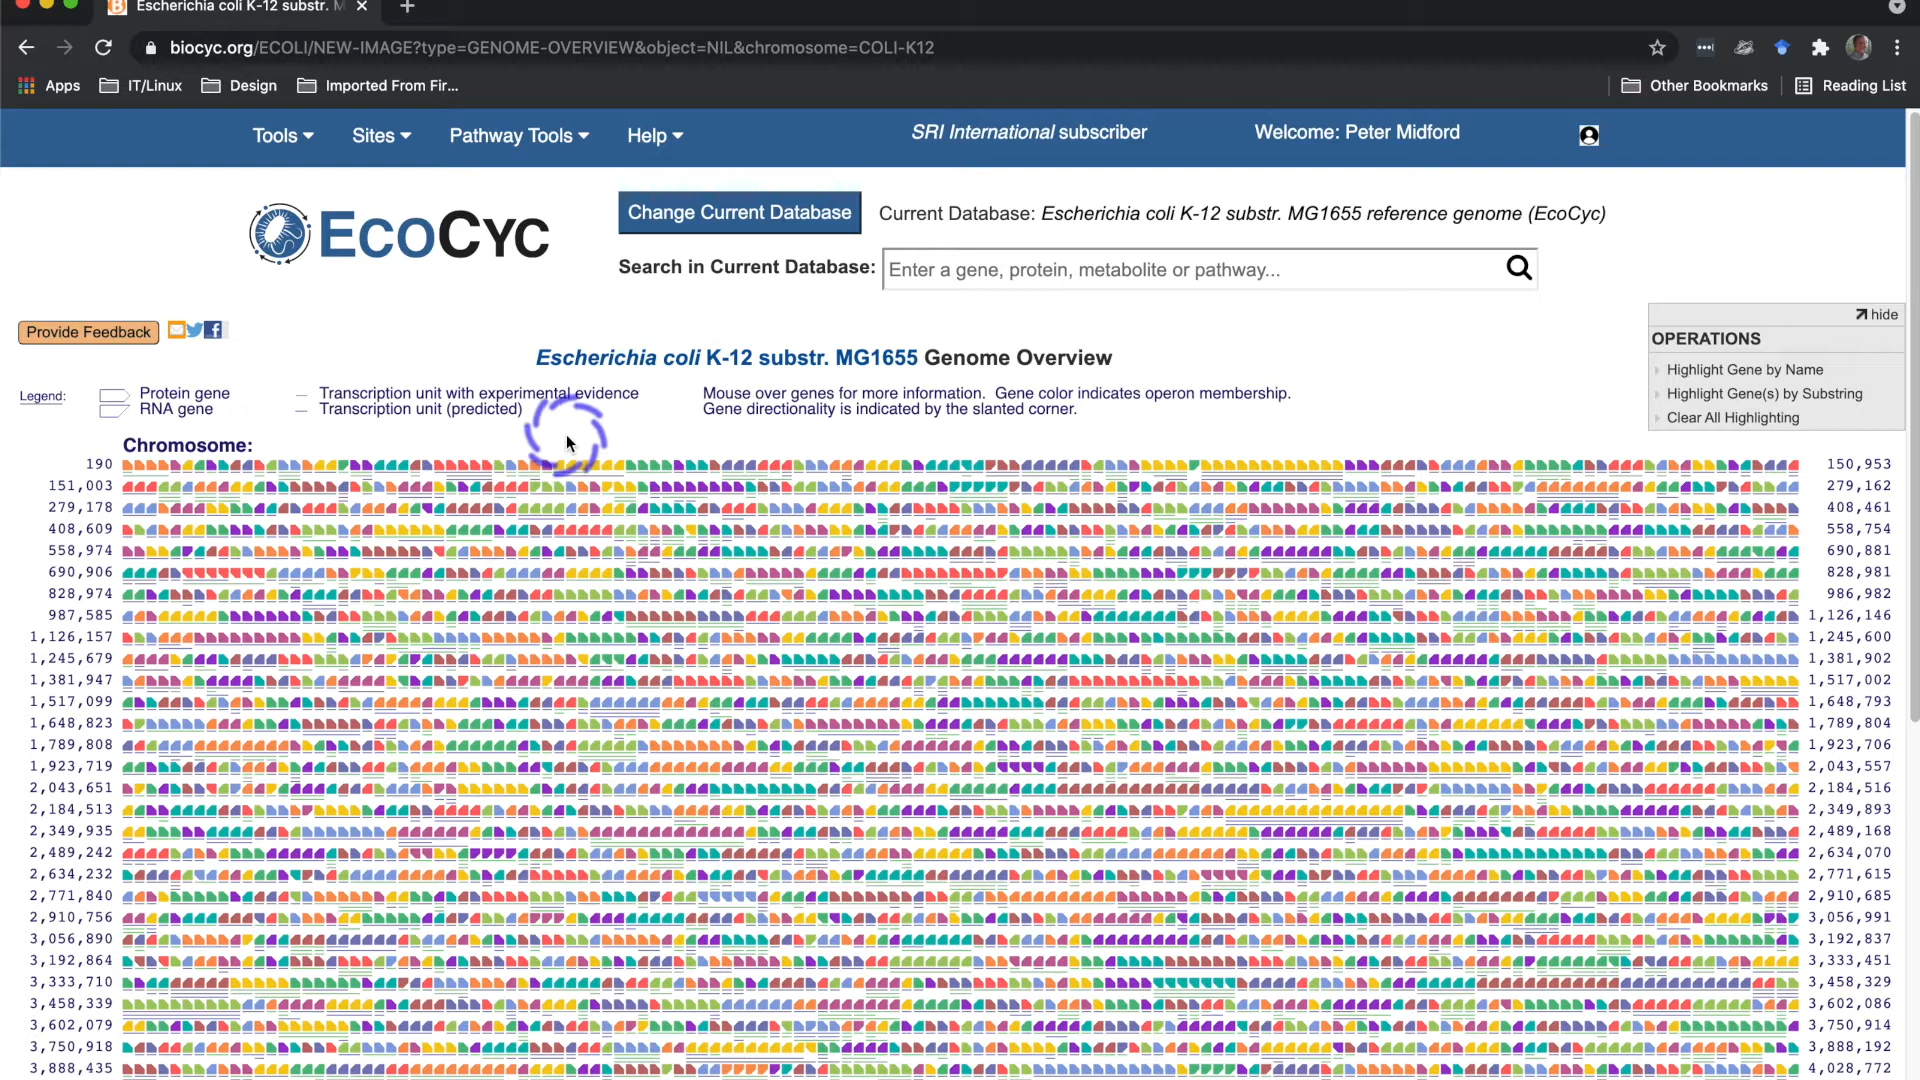 Escherichia coli K-12 substr. M
biocyc.org/ECOLI/NEW-IMAGE?type=GENOME-OVERVIEW&object=NIL&chromosome=COLI-K12
Apps IT/Linux Design Imported From Fir... Other Bookmarks Reading List
Tools Sites Pathway Tools Help SRI International subscriber Welcome: Peter Midford
EcoCyc
Change Current Database Current Database: Escherichia coli K-12 substr. MG1655 reference genome (EcoCyc)
Search in Current Database: Enter a gene, protein, metabolite or pathway...
hide
Provide Feedback
OPERATIONS
Highlight Gene by Name
Highlight Gene(s) by Substring
Clear All Highlighting
Escherichia coli K-12 substr. MG1655 Genome Overview
Legend: Protein gene Transcription unit with experimental evidence Mouse over genes for more information. Gene color indicates operon membership.
RNA gene Transcription unit (predicted) Gene directionality is indicated by the slanted corner.
Chromosome:
190 150,953
151,003 279,162
279,178 408,461
408,609 558,754
558,974 690,881
690,906 828,981
828,974 986,982
987,585 1,126,146
1,126,157 1,245,600
1,245,679 1,381,902
1,381,947 1,517,002
1,517,099 1,648,793
1,648,823 1,789,804
1,789,808 1,923,706
1,923,719 2,043,557
2,043,651 2,184,516
2,184,513 2,349,893
2,349,935 2,489,168
2,489,242 2,634,070
2,634,232 2,771,615
2,771,840 2,910,685
2,910,756 3,056,991
3,056,890 3,192,837
3,192,864 3,333,451
3,333,710 3,458,329
3,458,339 3,602,086
3,602,079 3,750,914
3,750,918 3,888,192
3,888,435 4,028,772